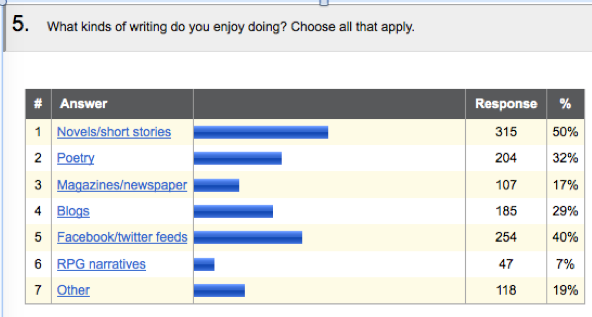 5. What kinds of writing do you enjoy doing? Choose all that apply.
# Answer Response %
1 Novels/short stories 315 50%
2 Poetry 204 32%
3 Magazines/newspaper 107 17%
4 Blogs 185 29%
5 Facebook/twitter feeds 254 40%
6 RPG narratives 47 7%
7 Other 118 19%